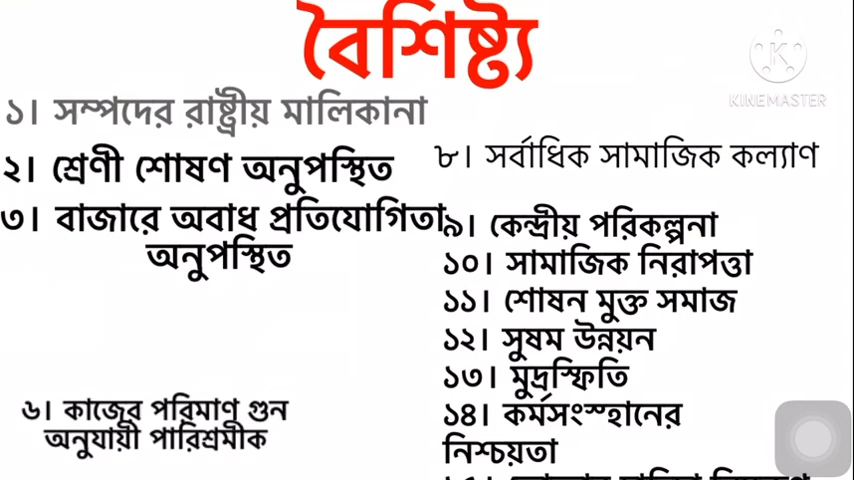 বৈশিষ্ট্য
KINEMASTER
১। সম্পদের রাষ্ট্রীয় মালিকানা
২। শ্রেণী শোষণ অনুপস্থিত
৩। বাজারে অবাধ প্রতিযোগিতা
অনুপস্থিত
৬। কাজের পরিমাণ গুন
অনুযায়ী পারিশ্রমীক
৮। সর্বাধিক সামাজিক কল্যাণ
৯। কেন্দ্রীয় পরিকল্পনা
১০। সামাজিক নিরাপত্তা
১১। শোষন মুক্ত সমাজ
১২। সুষম উন্নয়ন
১৩। মুদ্রস্ফিতি
১৪। কর্মসংস্হানের
নিশ্চয়তা